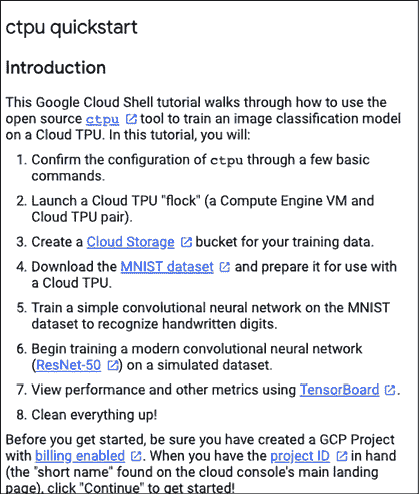 ctpu quickstart
Introduction
This Google Cloud Shell tutorial walks through how to use the
open source ctpu tool to train an image classification model
on a Cloud TPU. In this tutorial, you will:
1. Confirm the configuration of ctpu through a few basic
commands.
2. Launch a Cloud TPU "flock" (a Compute Engine VM and
Cloud TPU pair).
3. Create a Cloud Storage bucket for your training data.
4. Download the MNIST dataset and prepare it for use with
a Cloud TPU.
5. Train a simple convolutional neural network on the MNIST
dataset to recognize handwritten digits.
6. Begin training a modern convolutional neural network
(ResNet-50) on a simulated dataset.
7. View performance and other metrics using TensorBoard.
8. Clean everything up!
Before you get started, be sure you have created a GCP Project
with billing enabled. When you have the project ID in hand
(the "short name" found on the cloud console's main landing
page), click "Continue" to get started!